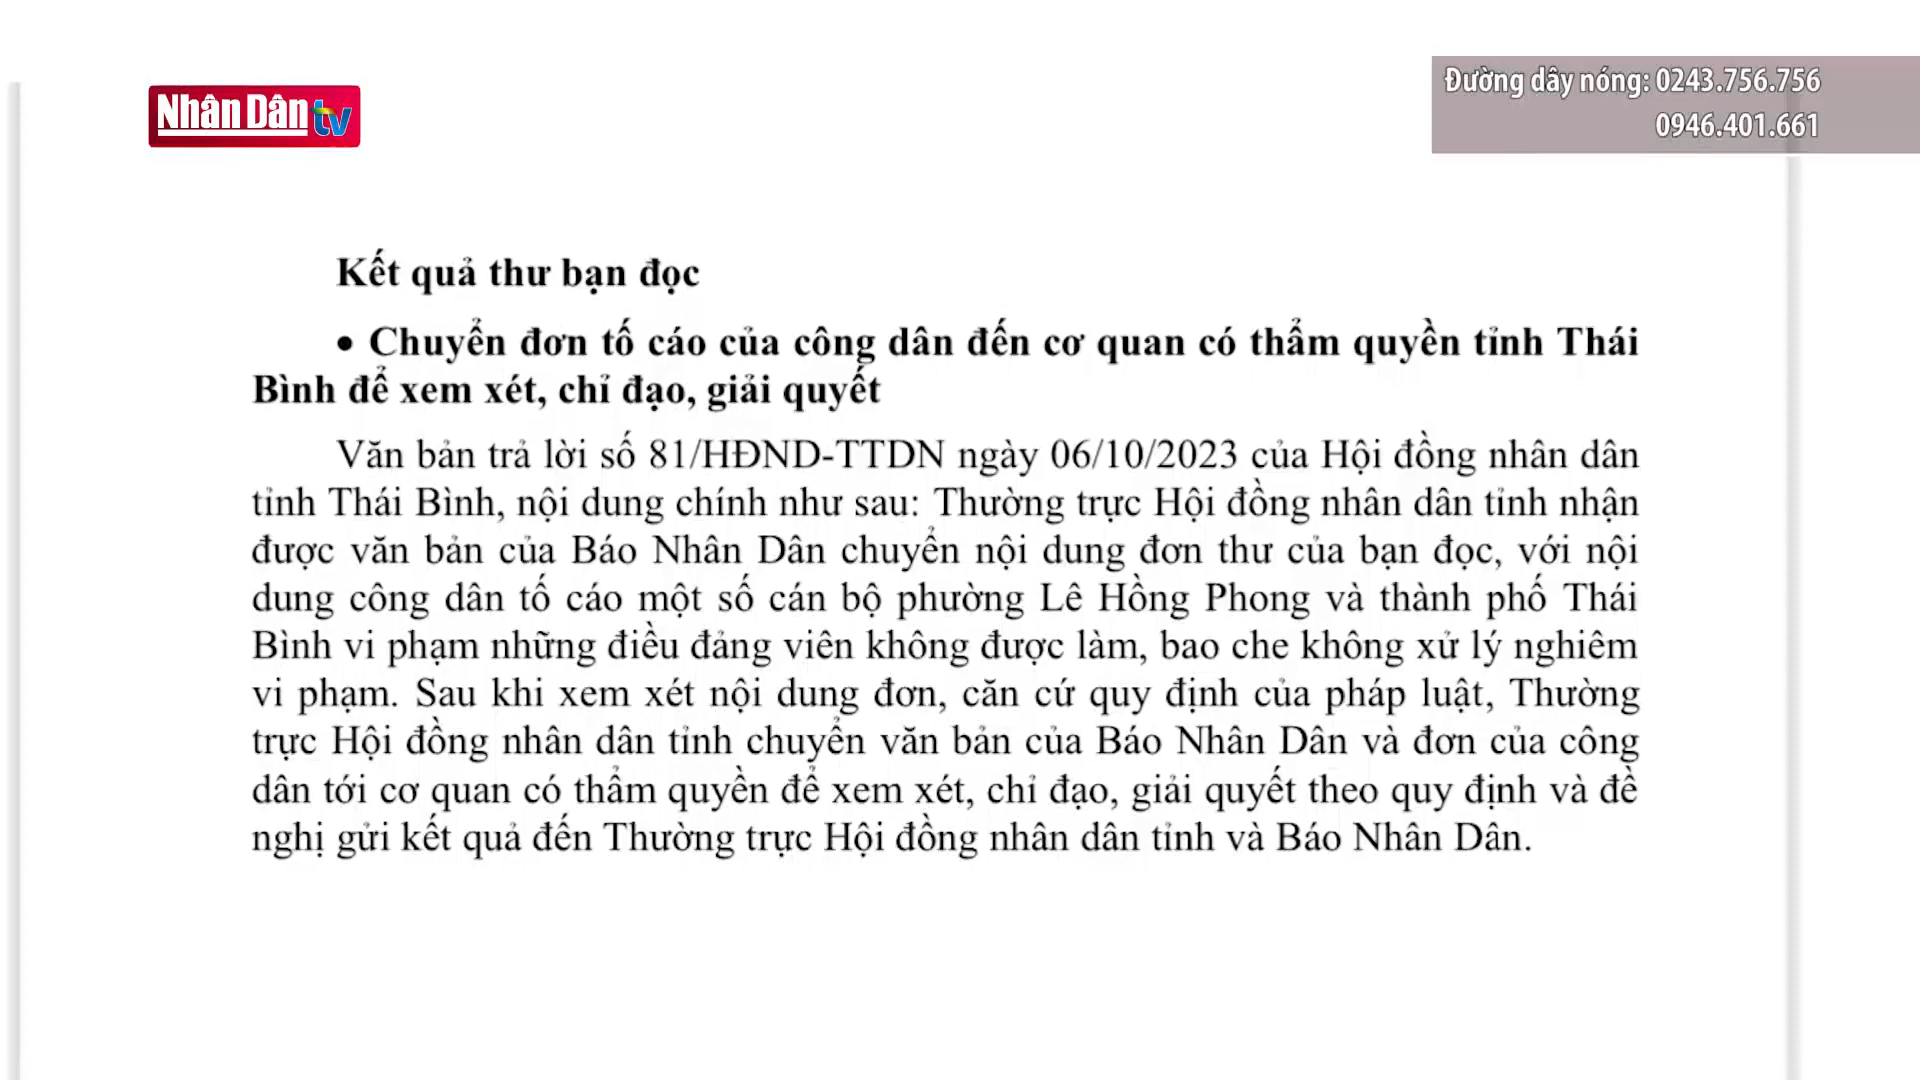 Nhân Dân tv
Đường dây nóng: 0243.756.756
0946.401.661
Kết quả thư bạn đọc
• Chuyển đơn tố cáo của công dân đến cơ quan có thẩm quyền tỉnh Thái
Bình để xem xét, chỉ đạo, giải quyết
Văn bản trả lời số 81/HĐND-TTDN ngày 06/10/2023 của Hội đồng nhân dân
tỉnh Thái Bình, nội dung chính như sau: Thường trực Hội đồng nhân dân tỉnh nhận
được văn bản của Báo Nhân Dân chuyển nội dung đơn thư của bạn đọc, với nội
dung công dân tố cáo một số cán bộ phường Lê Hồng Phong và thành phố Thái
Bình vi phạm những điều đảng viên không được làm, bao che không xử lý nghiêm
vi phạm. Sau khi xem xét nội dung đơn, căn cứ quy định của pháp luật, Thường
trực Hội đồng nhân dân tỉnh chuyển văn bản của Báo Nhân Dân và đơn của công
dân tới cơ quan có thẩm quyền để xem xét, chỉ đạo, giải quyết theo quy định và đề
nghị gửi kết quả đến Thường trực Hội đồng nhân dân tỉnh và Báo Nhân Dân.